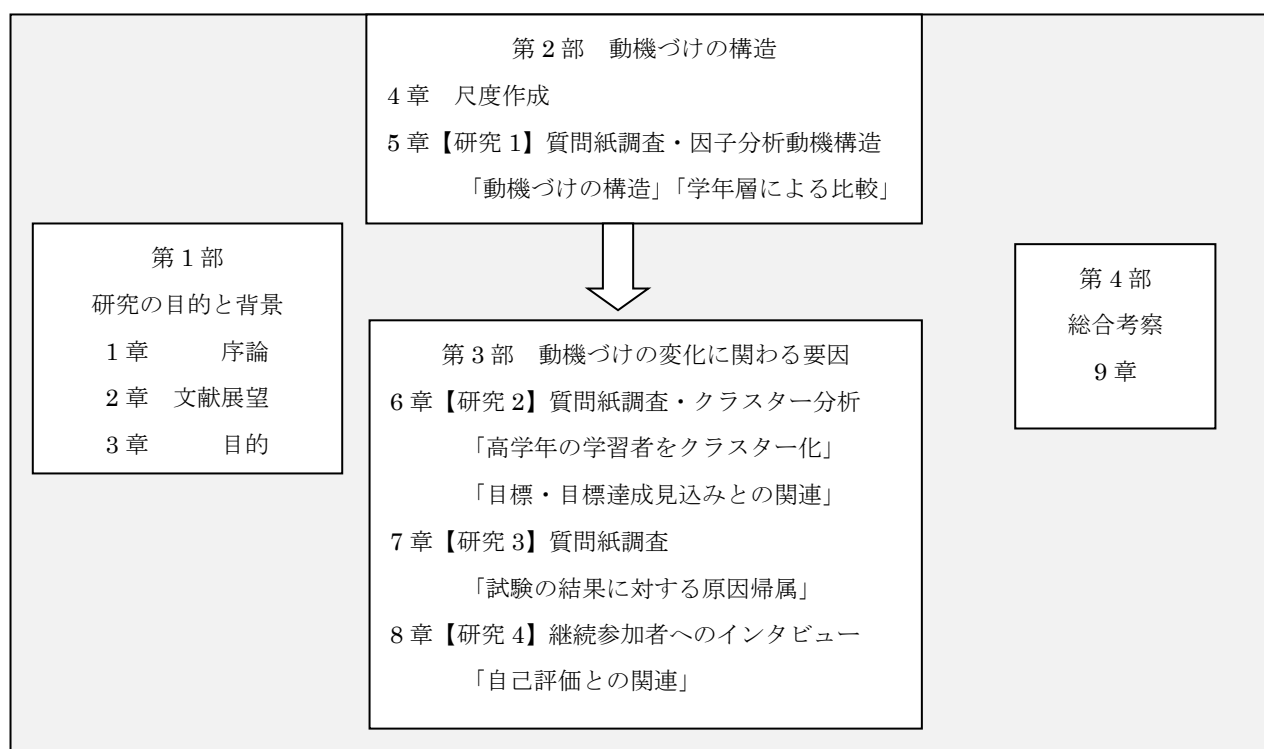 第1部
研究の目的と背景
1章 序論
2章 文献展望
3章 目的
第2部 動機づけの構造
4章 尺度作成
5章【研究1】質問紙調査・因子分析動機構造
「動機づけの構造」「学年層による比較」
第3部 動機づけの変化に関わる要因
6章【研究2】質問紙調査・クラスター分析
「高学年の学習者をクラスター化」
「目標・目標達成見込みとの関連」
7章【研究3】質問紙調査
「試験の結果に対する原因帰属」
8章【研究4】継続参加者へのインタビュー
「自己評価との関連」
第4部
総合考察
9章